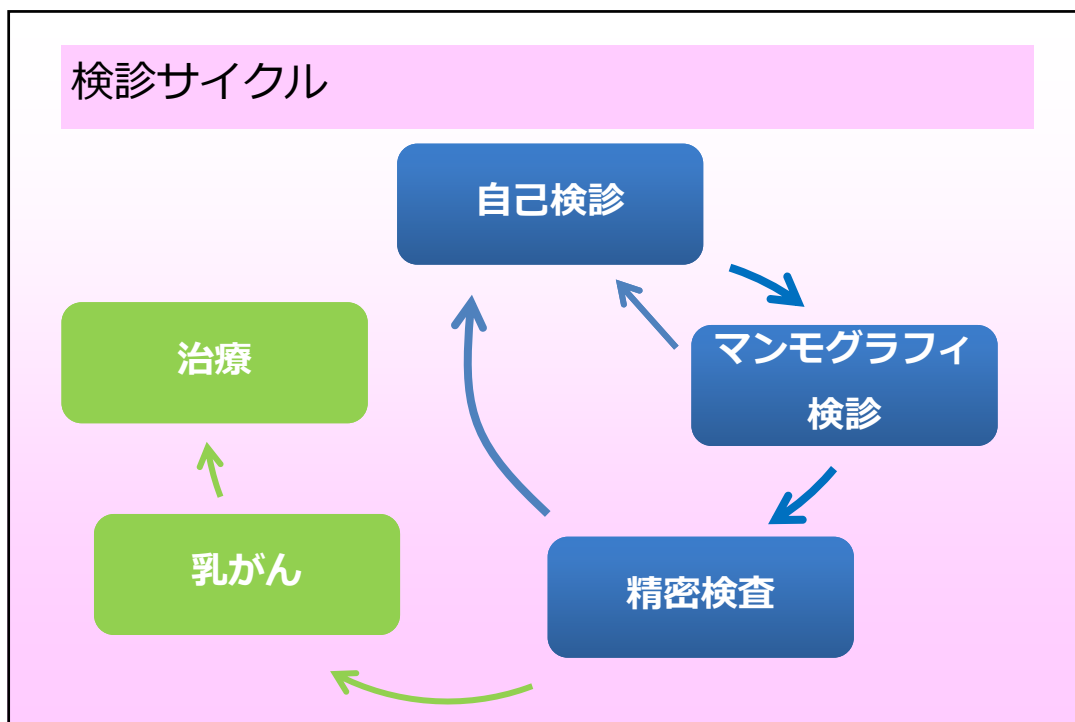 検診サイクル
自己検診
マンモグラフィ
検診
精密検査
乳がん
治療